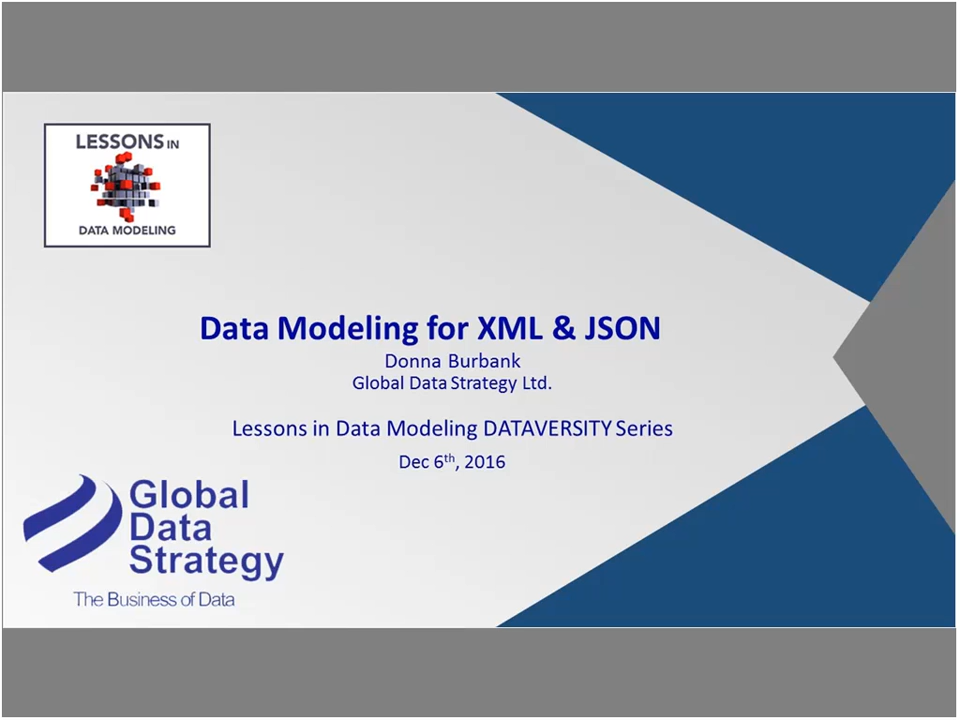 LESSONS IN
DATA MODELING
Data Modeling for XML & JSON
Donna Burbank
Global Data Strategy Ltd.
Lessons in Data Modeling DATAVERSITY Series
Dec 6th, 2016
Global
Data
Strategy
The Business of Data